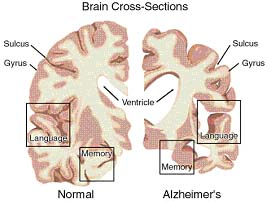 Brain Cross-Sections
Sulcus
Gyrus
Sulcus
Gyrus
Ventricle
Language
Language
Memory
Memory
Normal
Alzheimer's